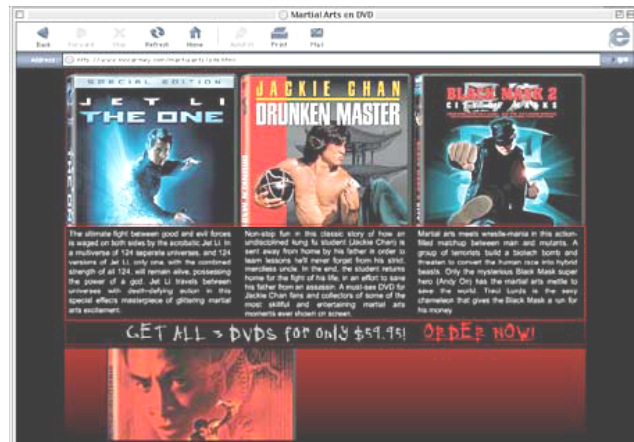 Martial Arts on DVD
Back
Forward
Stop
Refresh
Home
AutoFill
Print
Mail
Address
go
SPECIAL EDITION
JET LI
THE ONE
JACKIE CHAN
DRUNKEN MASTER
BLACK MASK 2
CITY OF MASKS
The ultimate fight between good and evil forces
is waged on both sides by the acrobatic Jet Li. In
a multiverse of 124 seperate universes, and 124
versions of Jet Li, only one, with the combined
strength of all 124, will remain alive, possessing
the power of a god. Jet Li travels between
universes with death-defying action in this
special effects masterpiece of glittering martial
arts excitement.
Non-stop fun in this classic story of how an
undisciplined kung fu student (Jackie Chan) is
sent away from home by his father in order to
learn lessons he'll never forget from his strict,
merciless uncle. In the end, the student returns
home for the fight of his life, in an effort to save
his father from assassination. A must-see DVD for
Jackie Chan fans and collectors of some of the
most skillful and entertaining martial arts
moments ever shown on screen.
Martial arts meets wrestle-mania in this action-
filled matchup between man and mutants. A
group of terrorists build a biotech bomb and
threaten to convert the human race into hybrid
beasts. Only the mysterious Black Mask super
hero (Andy On) has the martial arts mettle to
save the world. Traci Lords is the sexy
chameleon that gives the Black Mask a run for
his money.
GET ALL 3 DVDS for only $59.95! ORDER NOW!